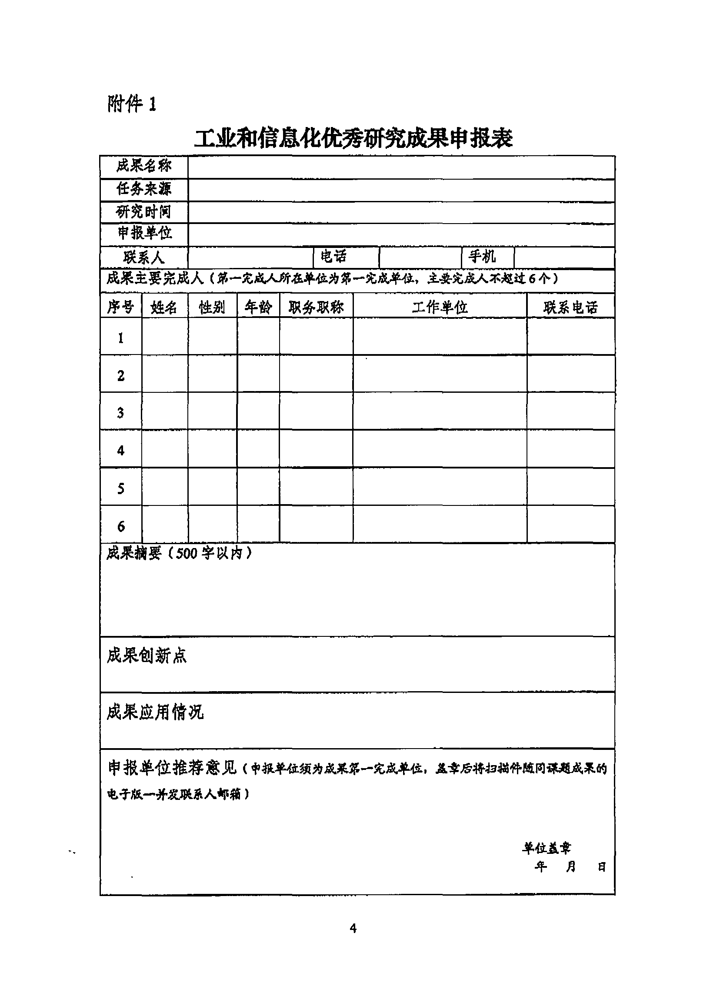 附件 1
工业和信息化优秀研究成果申报表
成果名称
任务来源
研究时间
申报单位
联系人 电话 手机
成果主要完成人（第一完成人所在单位为第一完成单位，主要完成人不超过6个）
序号 姓名 性别 年龄 职务职称 工作单位 联系电话
1
2
3
4
5
6
成果摘要（500 字以内）
成果创新点
成果应用情况
申报单位推荐意见（申报单位须为成果第一完成单位，盖章后将扫描件随同课题成果的
电子版一并发联系人邮箱）
单位盖章
年 月 日
4